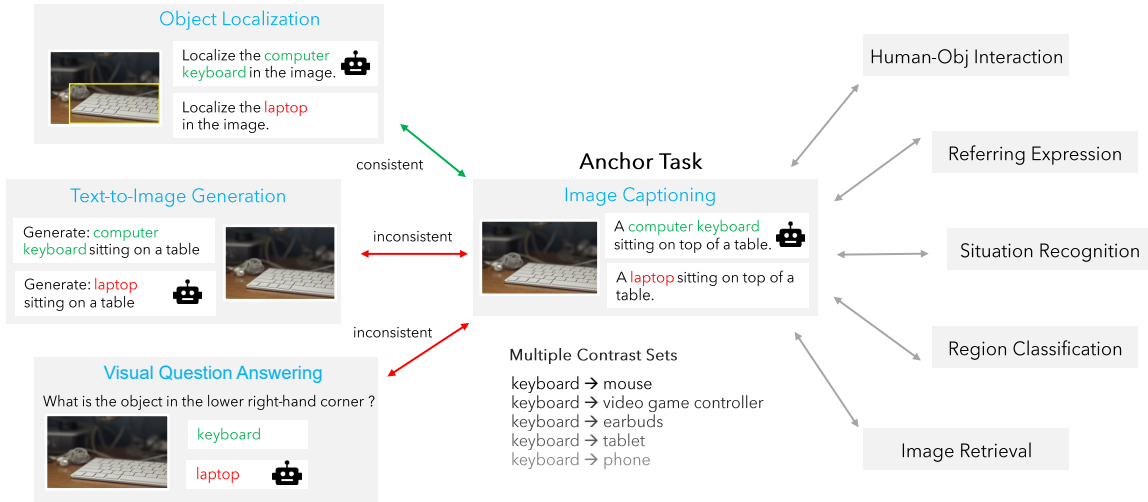 Object Localization
Localize the computer
keyboard in the image.
Localize the laptop
in the image.
consistent
Text-to-Image Generation
Generate: computer
keyboard sitting on a table
Generate: laptop
sitting on a table
inconsistent
inconsistent
Visual Question Answering
What is the object in the lower right-hand corner ?
keyboard
laptop
Anchor Task
Image Captioning
A computer keyboard
sitting on top of a table.
A laptop sitting on top of a
table.
Multiple Contrast Sets
keyboard → mouse
keyboard → video game controller
keyboard → earbuds
keyboard → tablet
keyboard → phone
Human-Obj Interaction
Referring Expression
Situation Recognition
Region Classification
Image Retrieval